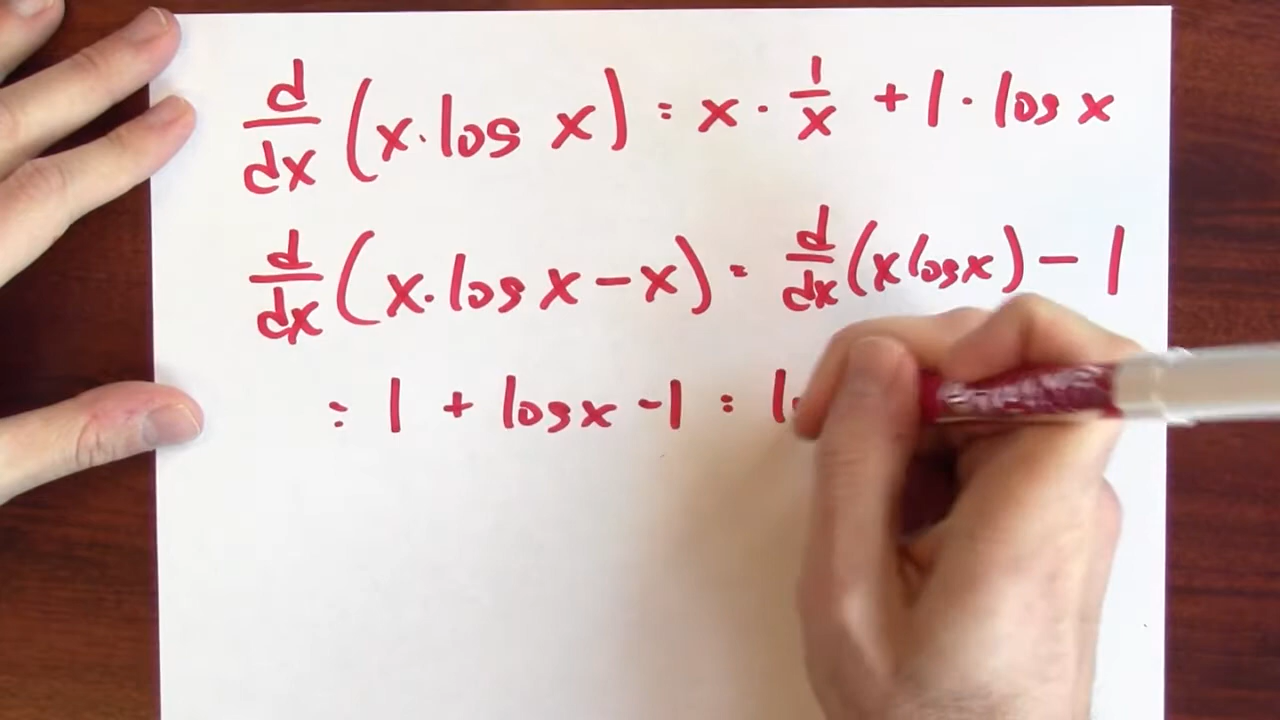 d/dx (x·log x) = x · 1/x + 1 · log x
d/dx (x·log x − x) = d/dx (x log x) − 1
= 1 + log x − 1 = l